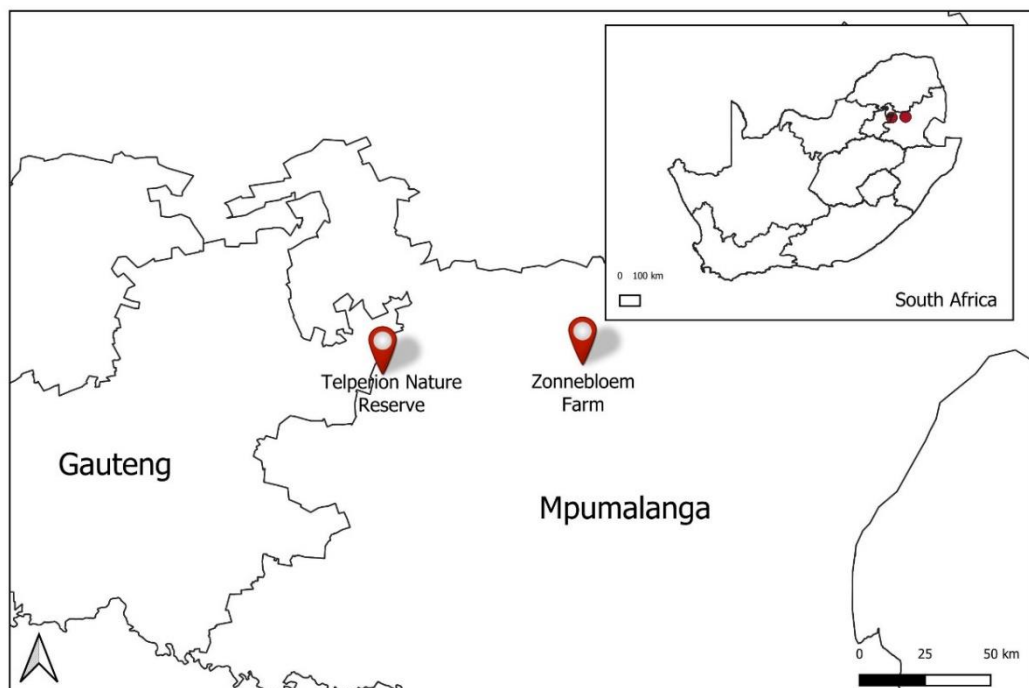 0 100 km
South Africa
Telperion Nature
Reserve
Zonnebloem
Farm
Gauteng
Mpumalanga
0 25 50 km